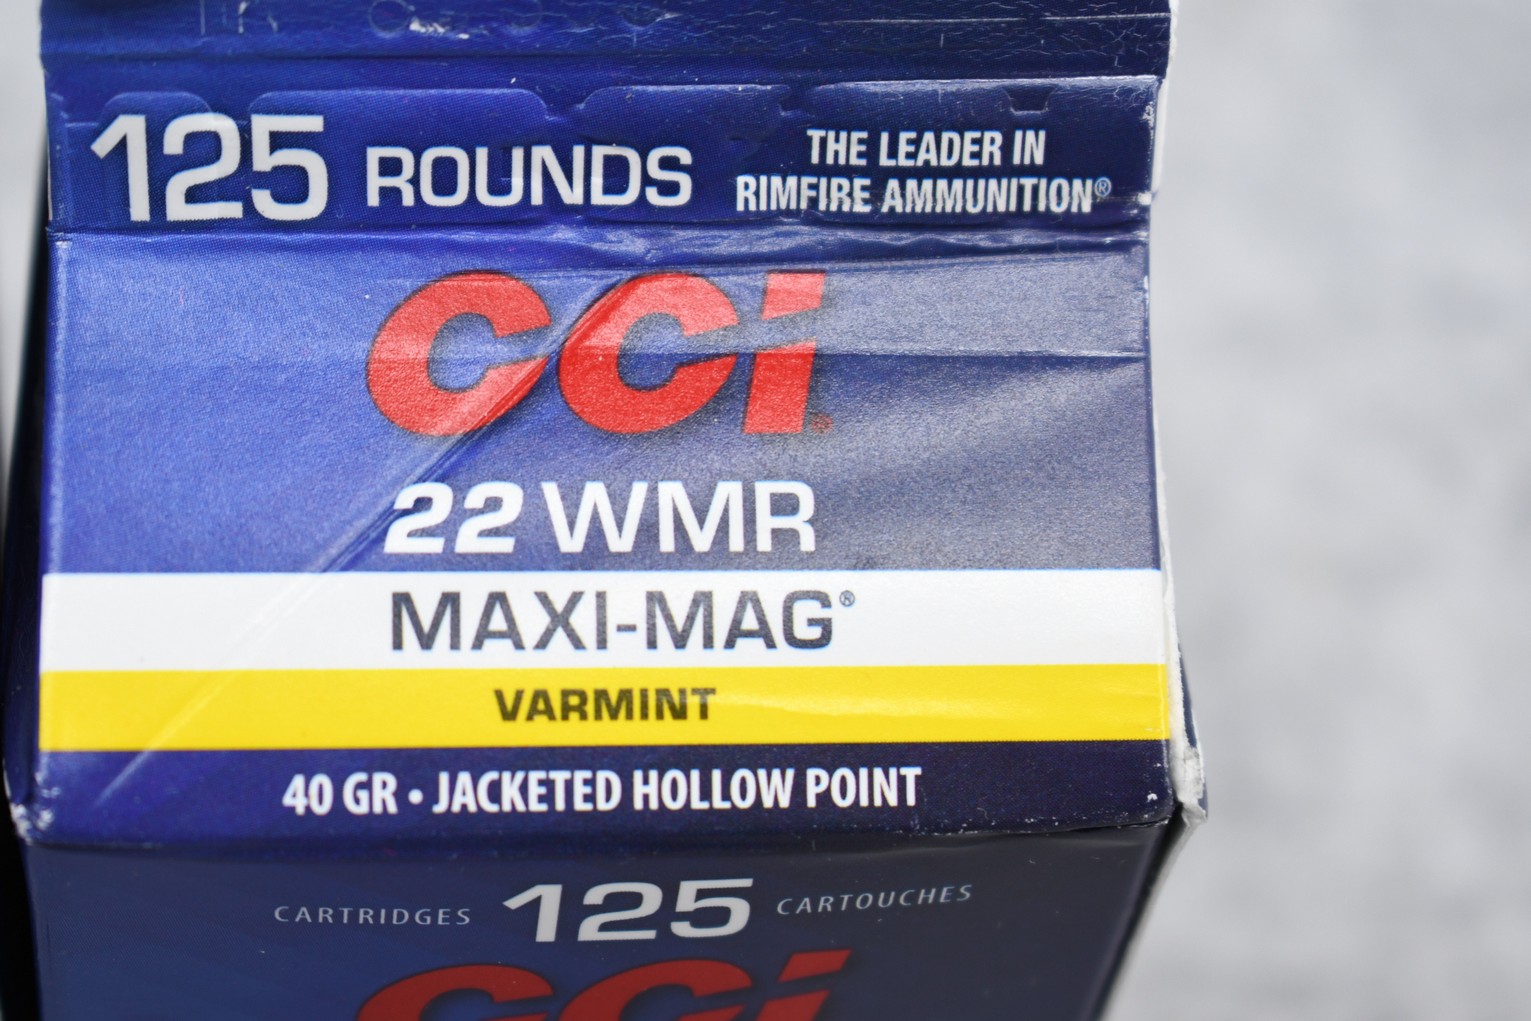 125 ROUNDS
THE LEADER IN
RIMFIRE AMMUNITION®
CCI®
22 WMR
MAXI-MAG®
VARMINT
40 GR • JACKETED HOLLOW POINT
CARTRIDGES 125 CARTOUCHES
CCI